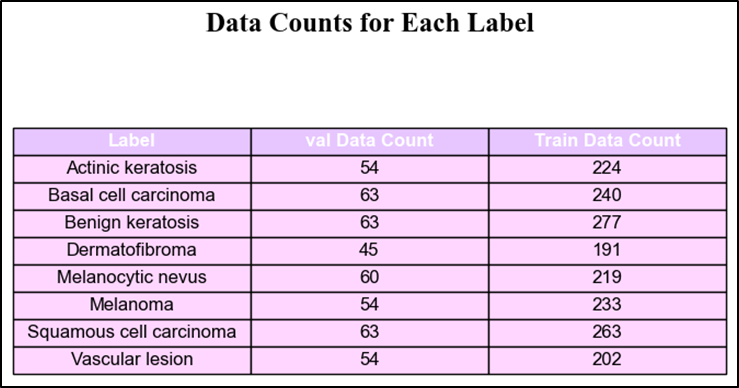 Data Counts for Each Label
Label val Data Count Train Data Count
Actinic keratosis 54 224
Basal cell carcinoma 63 240
Benign keratosis 63 277
Dermatofibroma 45 191
Melanocytic nevus 60 219
Melanoma 54 233
Squamous cell carcinoma 63 263
Vascular lesion 54 202